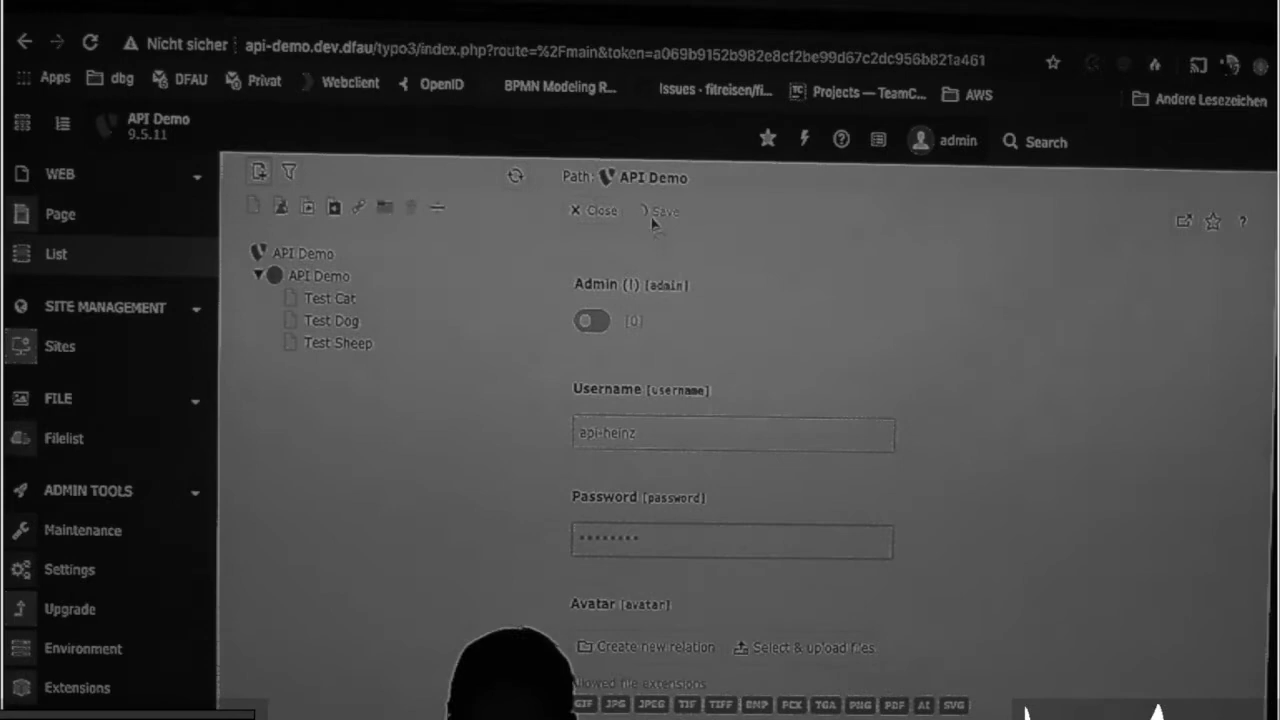 Nicht sicher api-demo.dev.dfau/typo3/index.php?route=%2Fmain&token=a069b9152b982e8cf2be99d67c2dc956b821a461
Apps dbg DFAU Privat Webclient OpenID BPMN Modeling R... Issues · fitreisen/fi... Projects — TeamC... AWS Andere Lesezeichen
API Demo
9.5.11
admin Search
WEB
Page
List
SITE MANAGEMENT
Sites
FILE
Filelist
ADMIN TOOLS
Maintenance
Settings
Upgrade
Environment
Extensions
API Demo
API Demo
Test Cat
Test Dog
Test Sheep
Path: API Demo
Close Save
?
Admin (!) [admin]
[0]
Username [username]
api-heinz
Password [password]
••••••••
Avatar [avatar]
Create new relation Select & upload files
Allowed file extensions
GIF JPG JPEG TIF TIFF BMP PCX TGA PNG PDF AI SVG